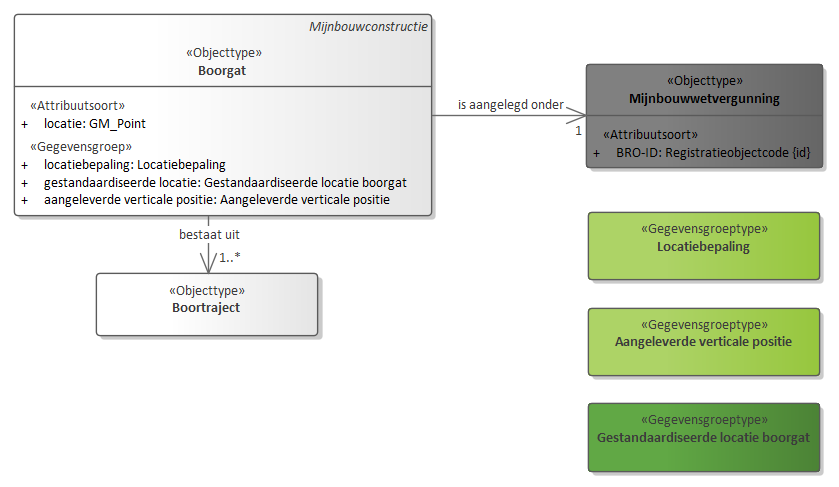 Mijnbouwconstructie
«Objecttype»
Boorgat
«Attribuutsoort»
+ locatie: GM_Point
«Gegevensgroep»
+ locatiebepaling: Locatiebepaling
+ gestandaardiseerde locatie: Gestandaardiseerde locatie boorgat
+ aangeleverde verticale positie: Aangeleverde verticale positie
is aangelegd onder
1
«Objecttype»
Mijnbouwwetvergunning
«Attribuutsoort»
+ BRO-ID: Registratieobjectcode {id}
bestaat uit
1..*
«Objecttype»
Boortraject
«Gegevensgroeptype»
Locatiebepaling
«Gegevensgroeptype»
Aangeleverde verticale positie
«Gegevensgroeptype»
Gestandaardiseerde locatie boorgat